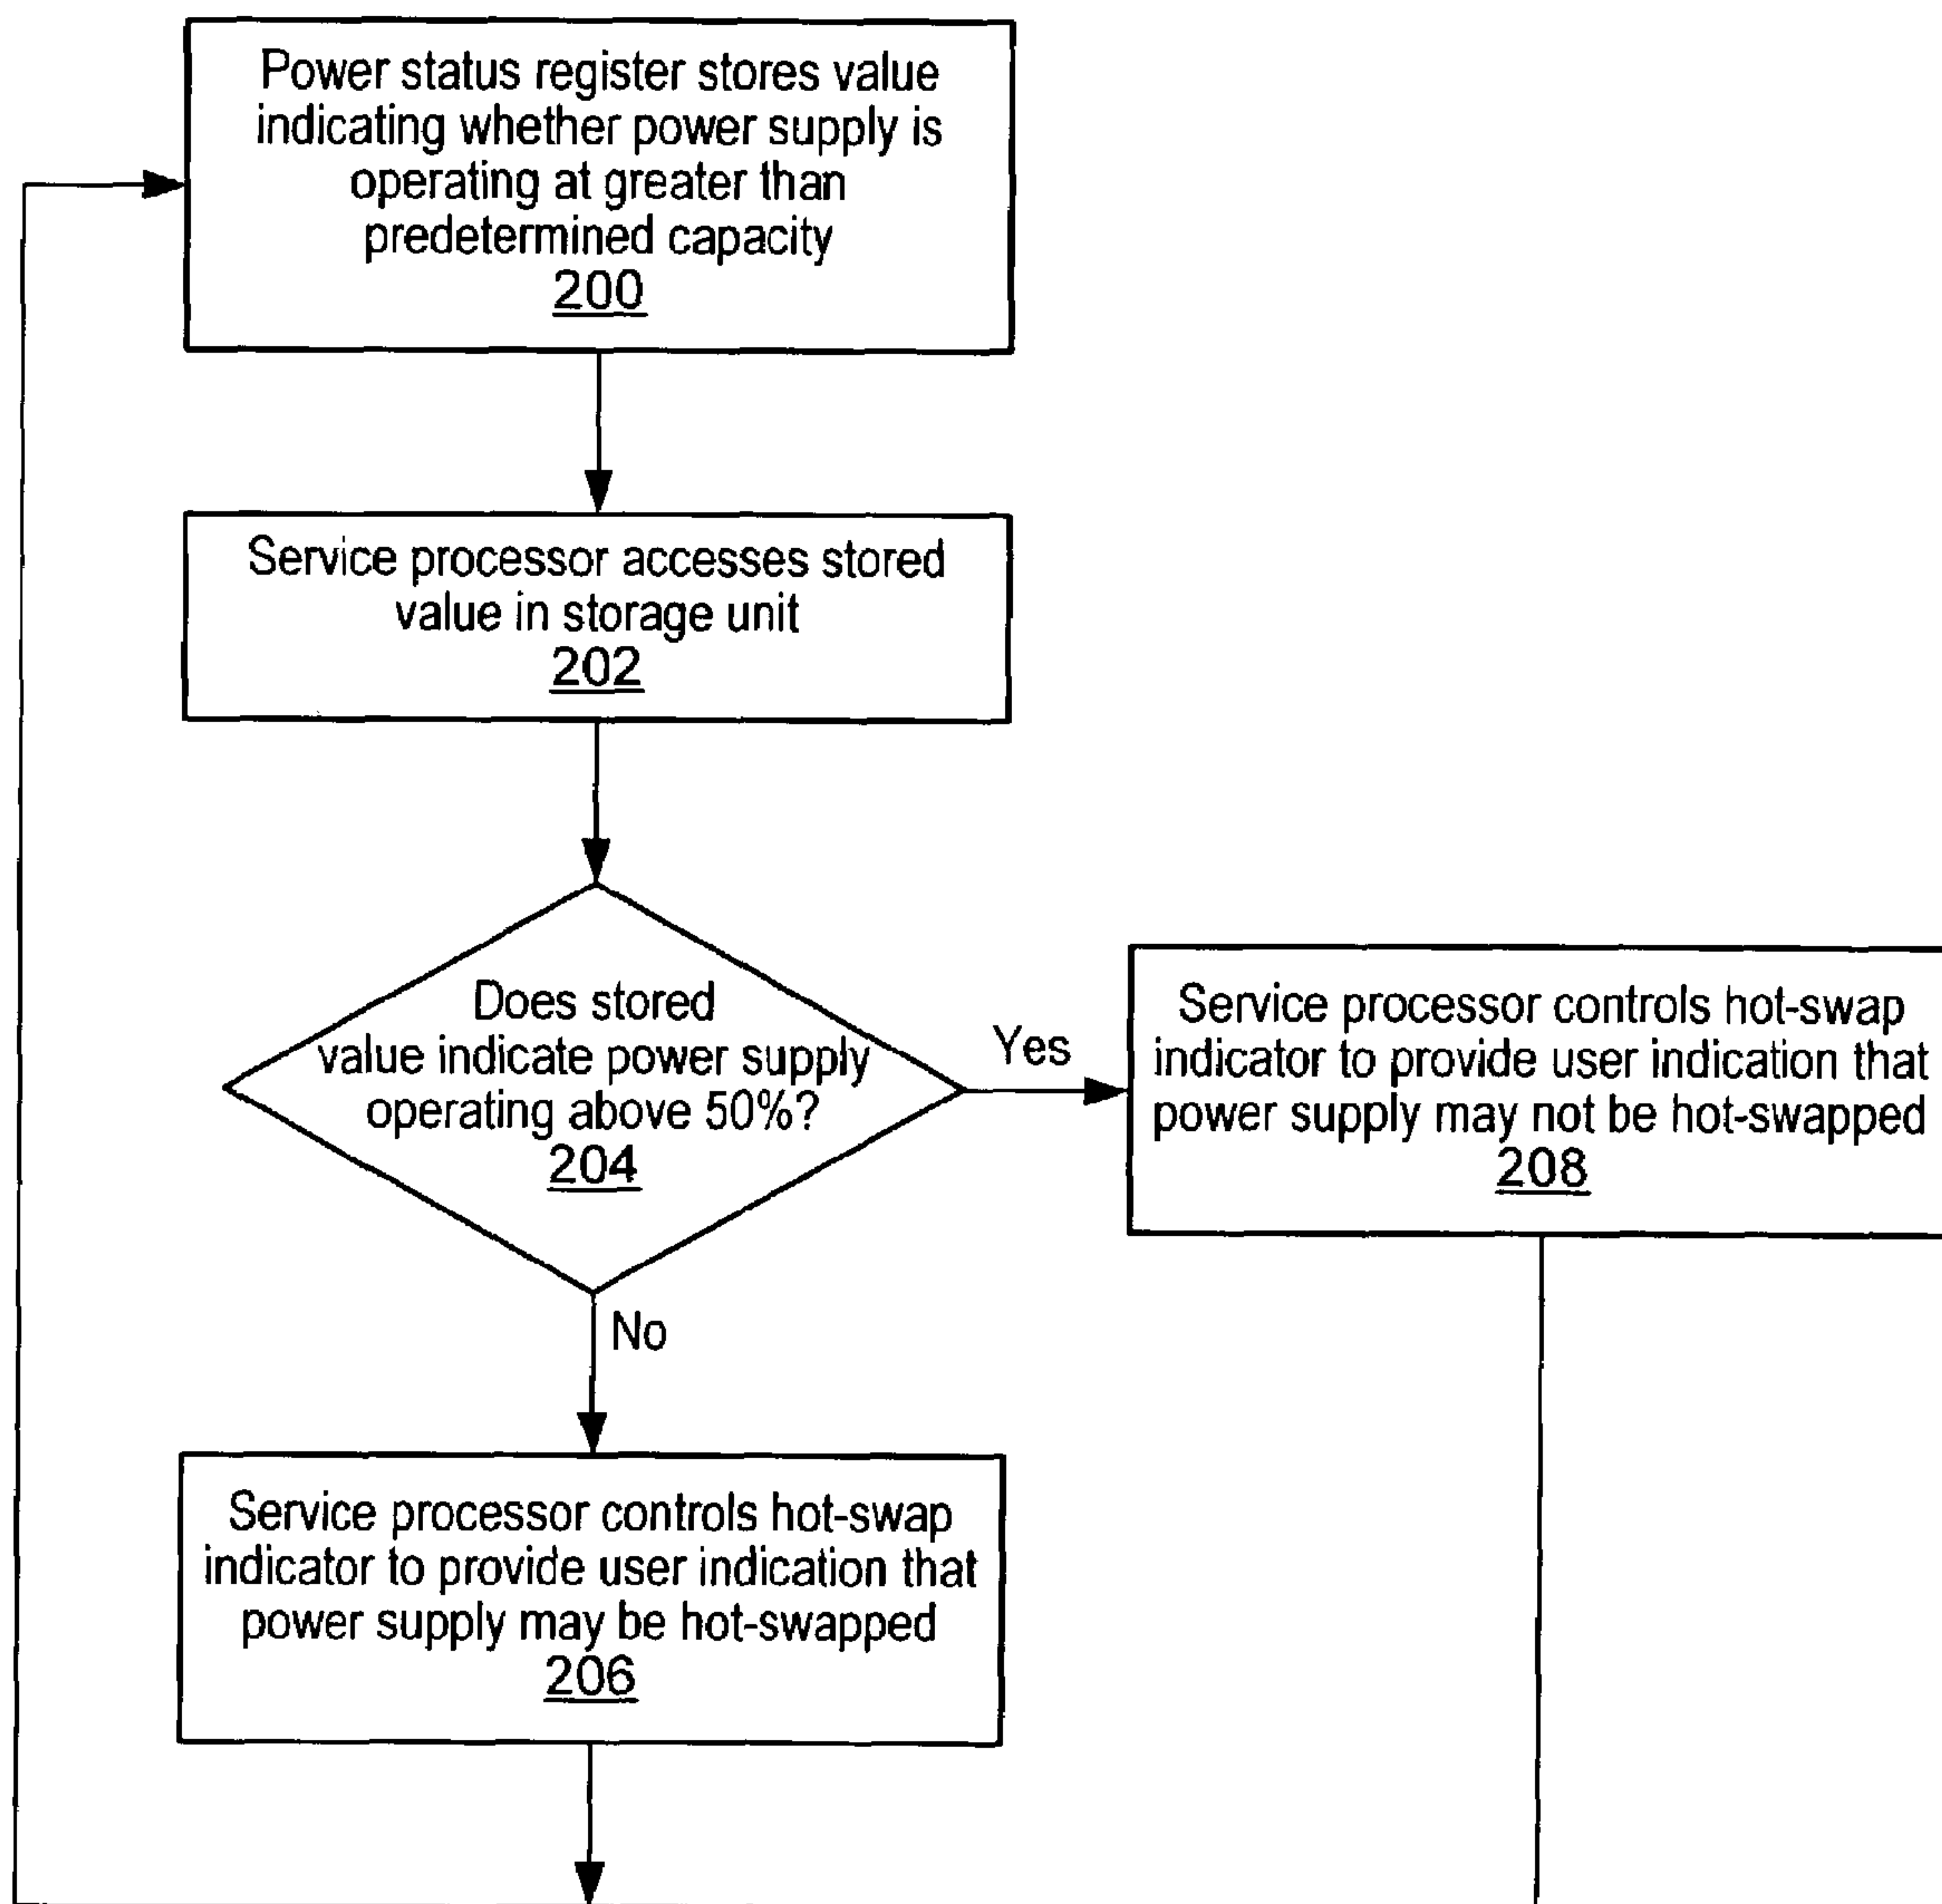 Power status register stores value
indicating whether power supply is
operating at greater than
predetermined capacity
200
Service processor accesses stored
value in storage unit
202
Does stored
value indicate power supply
operating above 50%?
204
Yes
Service processor controls hot-swap
indicator to provide user indication that
power supply may not be hot-swapped
208
No
Service processor controls hot-swap
indicator to provide user indication that
power supply may be hot-swapped
206